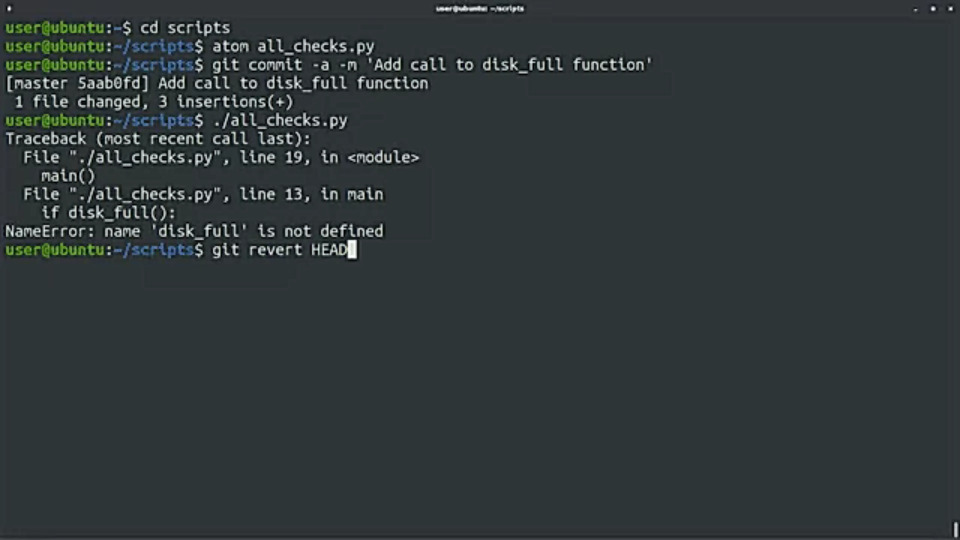 user@ubuntu: ~/scripts
user@ubuntu:~$ cd scripts
user@ubuntu:~/scripts$ atom all_checks.py
user@ubuntu:~/scripts$ git commit -a -m 'Add call to disk_full function'
[master 5aab0fd] Add call to disk_full function
 1 file changed, 3 insertions(+)
user@ubuntu:~/scripts$ ./all_checks.py
Traceback (most recent call last):
  File "./all_checks.py", line 19, in <module>
    main()
  File "./all_checks.py", line 13, in main
    if disk_full():
NameError: name 'disk_full' is not defined
user@ubuntu:~/scripts$ git revert HEAD